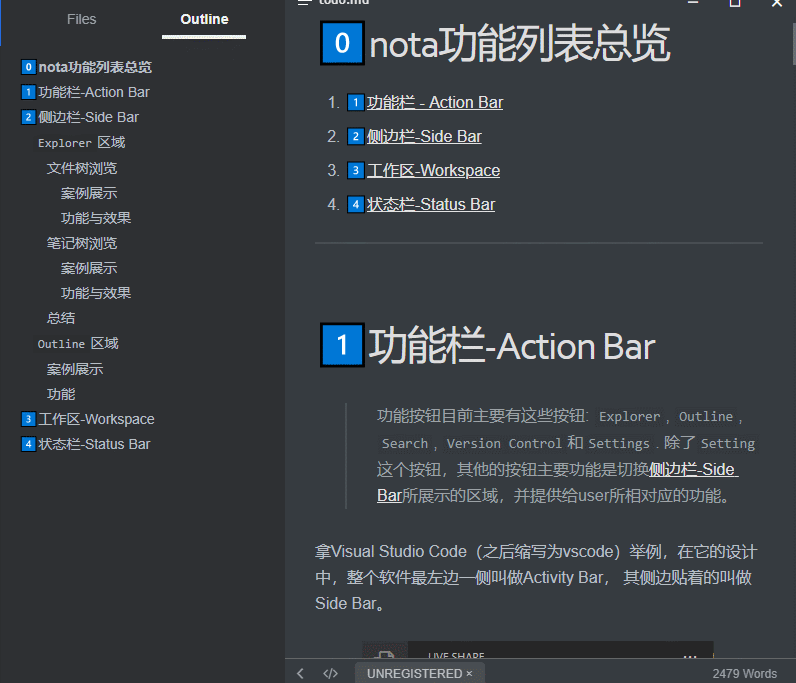 Files
Outline
0 nota功能列表总览
1 功能栏-Action Bar
2 侧边栏-Side Bar
Explorer 区域
文件树浏览
案例展示
功能与效果
笔记树浏览
案例展示
功能与效果
总结
Outline 区域
案例展示
功能
3 工作区-Workspace
4 状态栏-Status Bar
todo.md
0 nota功能列表总览
1. 1 功能栏 - Action Bar
2. 2 侧边栏-Side Bar
3. 3 工作区-Workspace
4. 4 状态栏-Status Bar
1 功能栏-Action Bar
功能按钮目前主要有这些按钮: Explorer , Outline ,
Search , Version Control 和 Settings . 除了 Setting
这个按钮，其他的按钮主要功能是切换侧边栏-Side
Bar所展示的区域，并提供给user所相对应的功能。
拿Visual Studio Code（之后缩写为vscode）举例，在它的设计
中，整个软件最左边一侧叫做Activity Bar， 其侧边贴着的叫做
Side Bar。
LIVE SHARE
UNREGISTERED ×
2479 Words